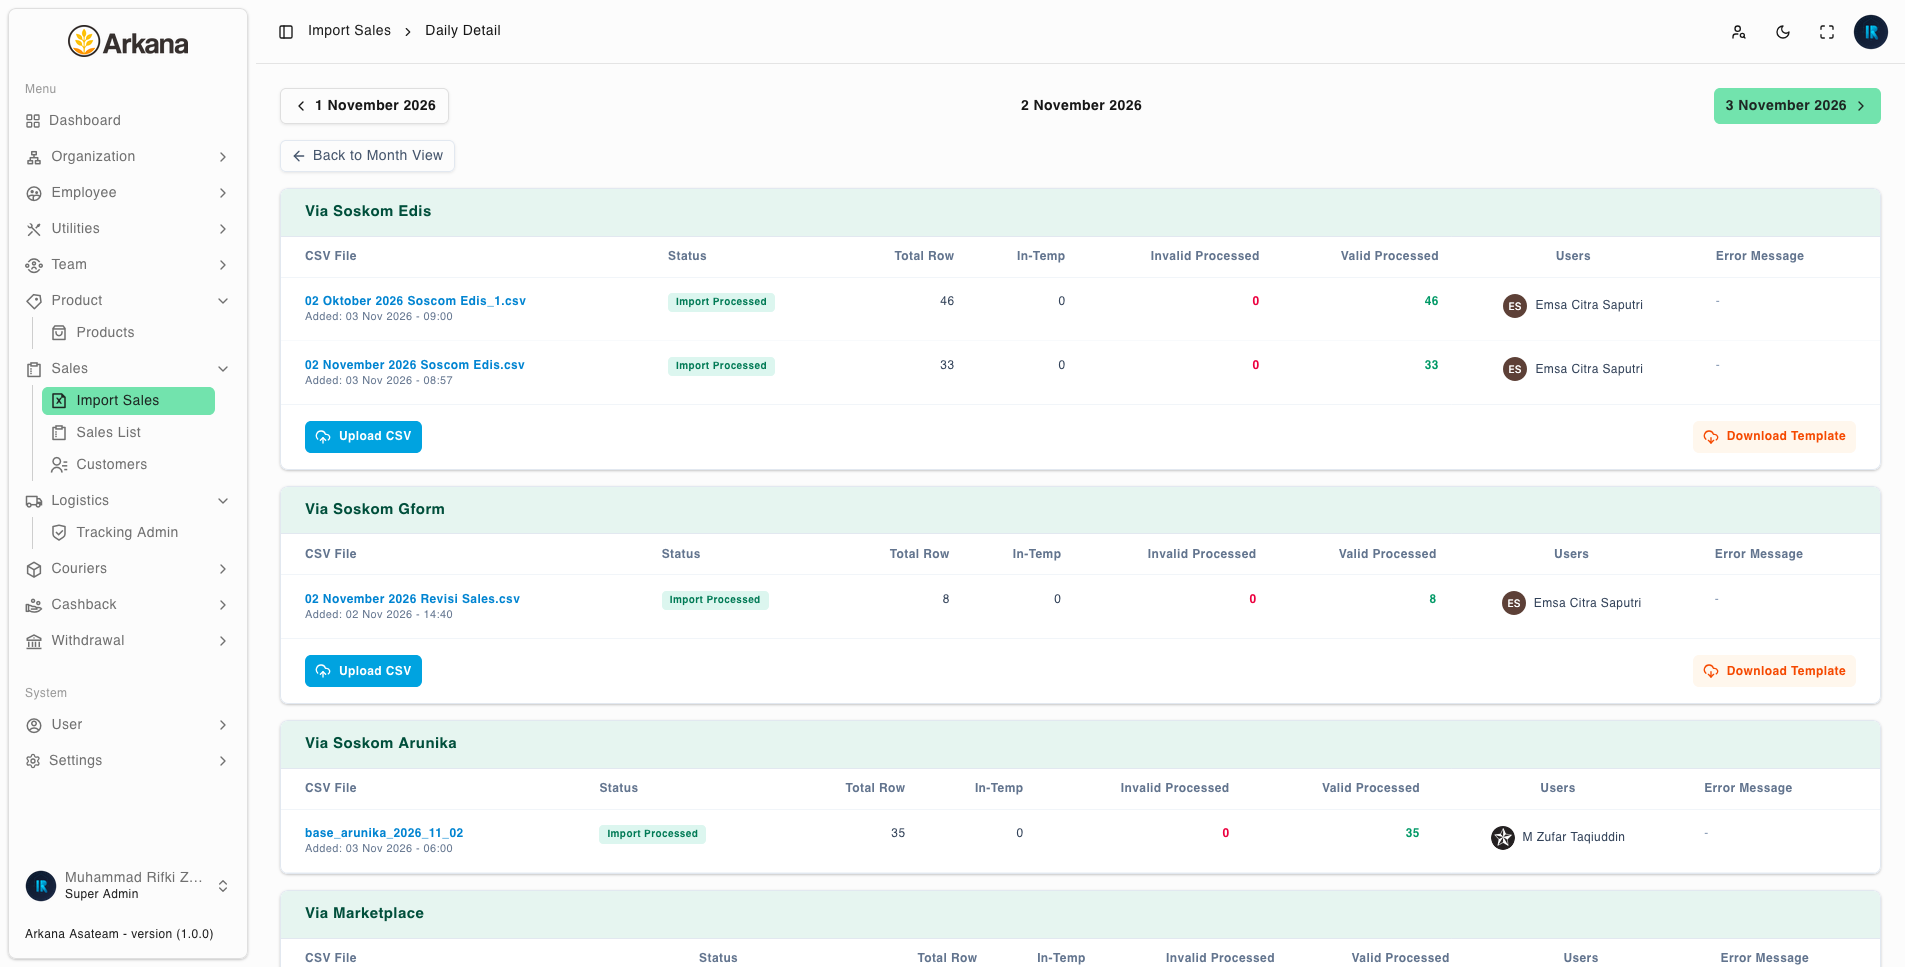 Arkana
Menu
Dashboard
Organization
Employee
Utilities
Team
Product
Products
Sales
Import Sales
Sales List
Customers
Logistics
Tracking Admin
Couriers
Cashback
Withdrawal
System
User
Settings
IR
Muhammad Rifki Z...
Super Admin
Arkana Asateam - version (1.0.0)
Import Sales > Daily Detail
IR
1 November 2026
2 November 2026
3 November 2026
Back to Month View
Via Soskom Edis
CSV File Status Total Row In-Temp Invalid Processed Valid Processed Users Error Message
02 Oktober 2026 Soscom Edis_1.csv Import Processed 46 0 0 46 ES Emsa Citra Saputri -
Added: 03 Nov 2026 - 09:00
02 November 2026 Soscom Edis.csv Import Processed 33 0 0 33 ES Emsa Citra Saputri -
Added: 03 Nov 2026 - 08:57
Upload CSV Download Template
Via Soskom Gform
CSV File Status Total Row In-Temp Invalid Processed Valid Processed Users Error Message
02 November 2026 Revisi Sales.csv Import Processed 8 0 0 8 ES Emsa Citra Saputri -
Added: 02 Nov 2026 - 14:40
Upload CSV Download Template
Via Soskom Arunika
CSV File Status Total Row In-Temp Invalid Processed Valid Processed Users Error Message
base_arunika_2026_11_02 Import Processed 35 0 0 35 M Zufar Taqiuddin -
Added: 03 Nov 2026 - 06:00
Via Marketplace
CSV File Status Total Row In-Temp Invalid Processed Valid Processed Users Error Message